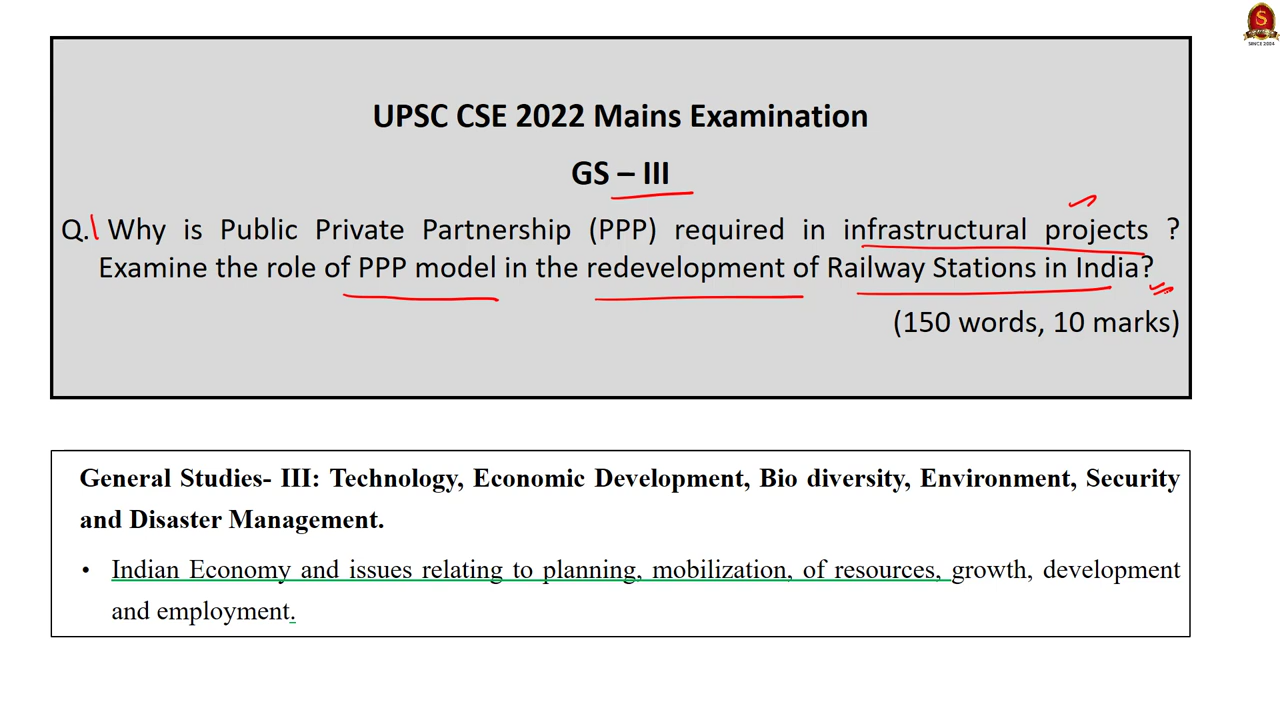 S
SINCE 2004
UPSC CSE 2022 Mains Examination
GS – III
Q.1 Why is Public Private Partnership (PPP) required in infrastructural projects ?
Examine the role of PPP model in the redevelopment of Railway Stations in India?
(150 words, 10 marks)
General Studies- III: Technology, Economic Development, Bio diversity, Environment, Security
and Disaster Management.
• Indian Economy and issues relating to planning, mobilization, of resources, growth, development
and employment.